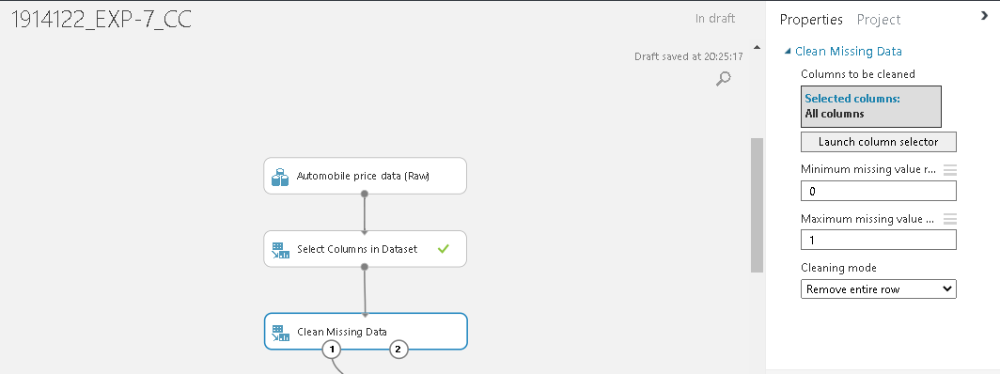 1914122_EXP-7_CC
In draft
Draft saved at 20:25:17
Automobile price data (Raw)
Select Columns in Dataset
Clean Missing Data
1
2
Properties Project
Clean Missing Data
Columns to be cleaned
Selected columns:
All columns
Launch column selector
Minimum missing value r...
0
Maximum missing value ...
1
Cleaning mode
Remove entire row